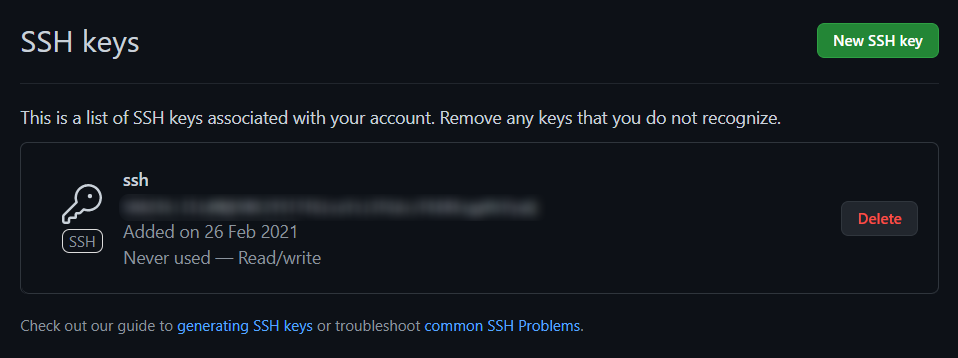 SSH keys
New SSH key
This is a list of SSH keys associated with your account. Remove any keys that you do not recognize.
ssh
Added on 26 Feb 2021
SSH
Never used — Read/write
Delete
Check out our guide to generating SSH keys or troubleshoot common SSH Problems.